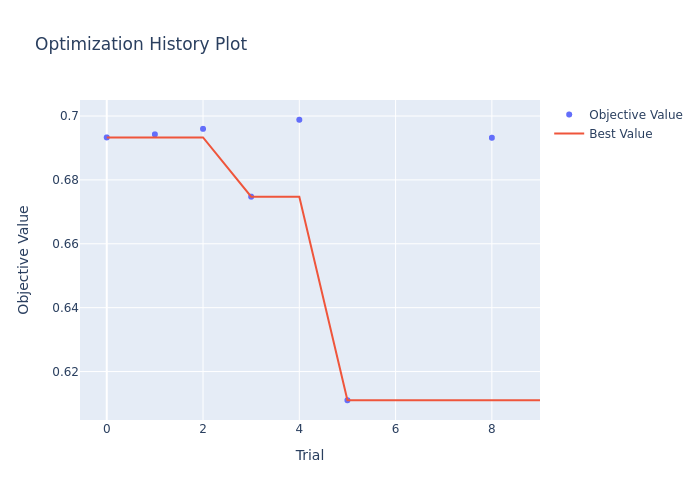 Optimization History Plot
Objective Value
Best Value
0.7
0.68
0.66
0.64
0.62
Objective Value
0
2
4
6
8
Trial